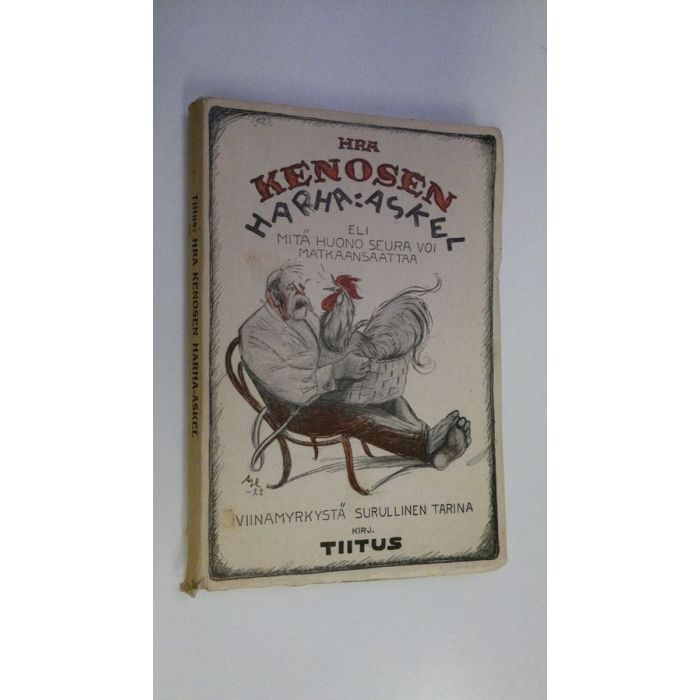 HRA
KENOSEN
HARHA:ASKEL
ELI
MITÄ HUONO SEURA VOI
MATKAANSAATTAA
-22
VIINAMYRKYSTÄ SURULLINEN TARINA
KIRJ.
TIITUS
Tiitus: HRA KENOSEN HARHA-ASKEL